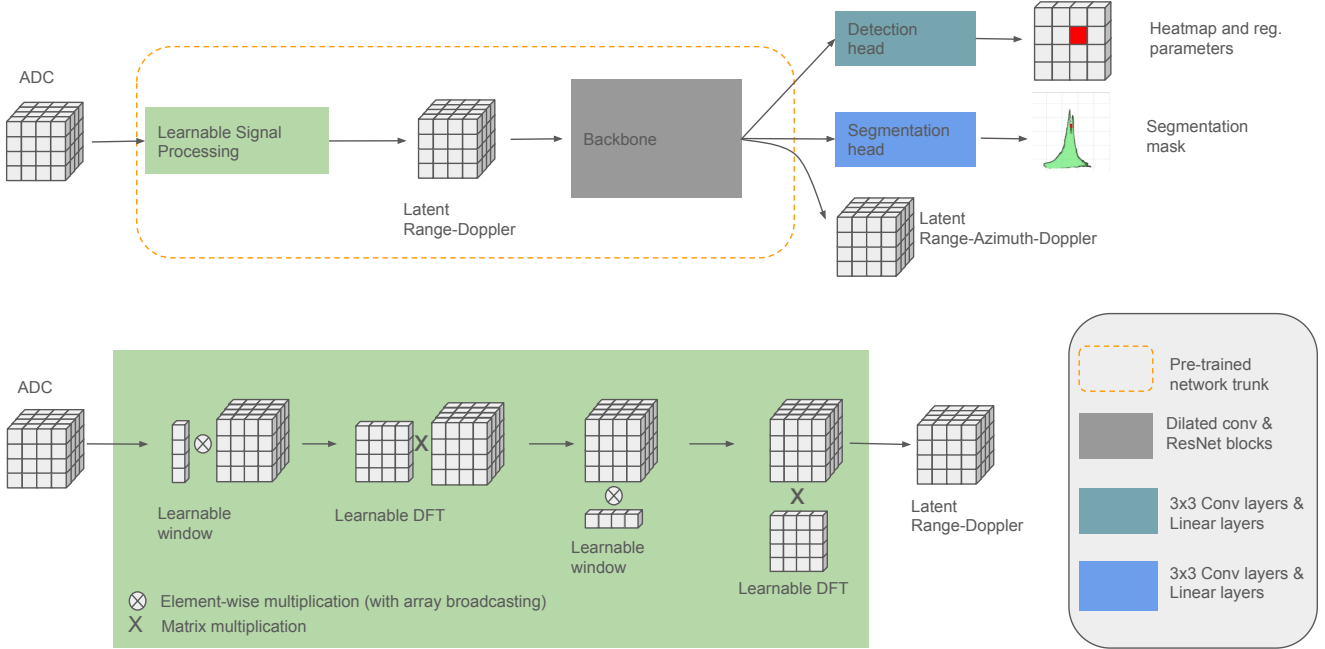 ADC
Learnable Signal
Processing
Latent
Range-Doppler
Backbone
Detection
head
Heatmap and reg.
parameters
Segmentation
head
Segmentation
mask
Latent
Range-Azimuth-Doppler
ADC
Learnable
window
X
Learnable DFT
Learnable
window
X
Learnable DFT
Latent
Range-Doppler
Element-wise multiplication (with array broadcasting)
X Matrix multiplication
Pre-trained
network trunk
Dilated conv &
ResNet blocks
3x3 Conv layers &
Linear layers
3x3 Conv layers &
Linear layers